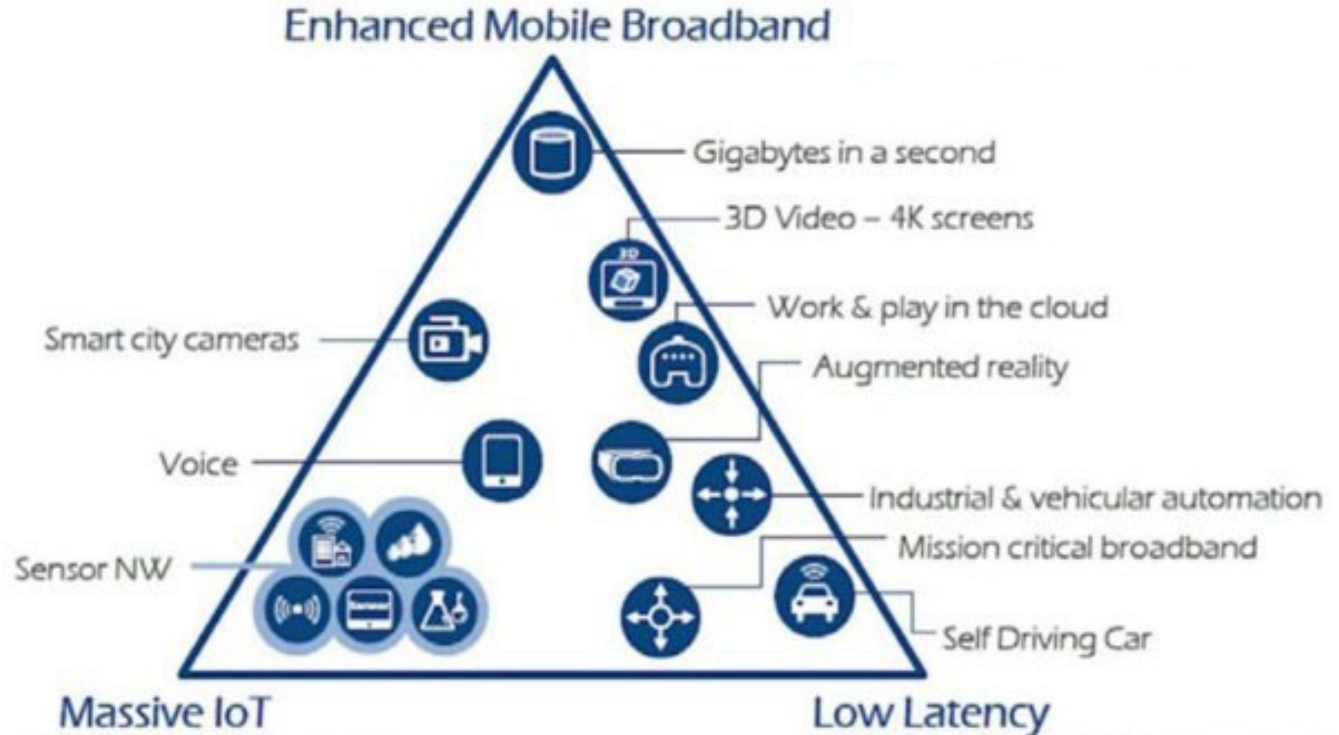 Enhanced Mobile Broadband
Gigabytes in a second
3D Video – 4K screens
3D
Work & play in the cloud
Smart city cameras
Augmented reality
Voice
Industrial & vehicular automation
Mission critical broadband
Sensor NW
Self Driving Car
Massive IoT
Low Latency